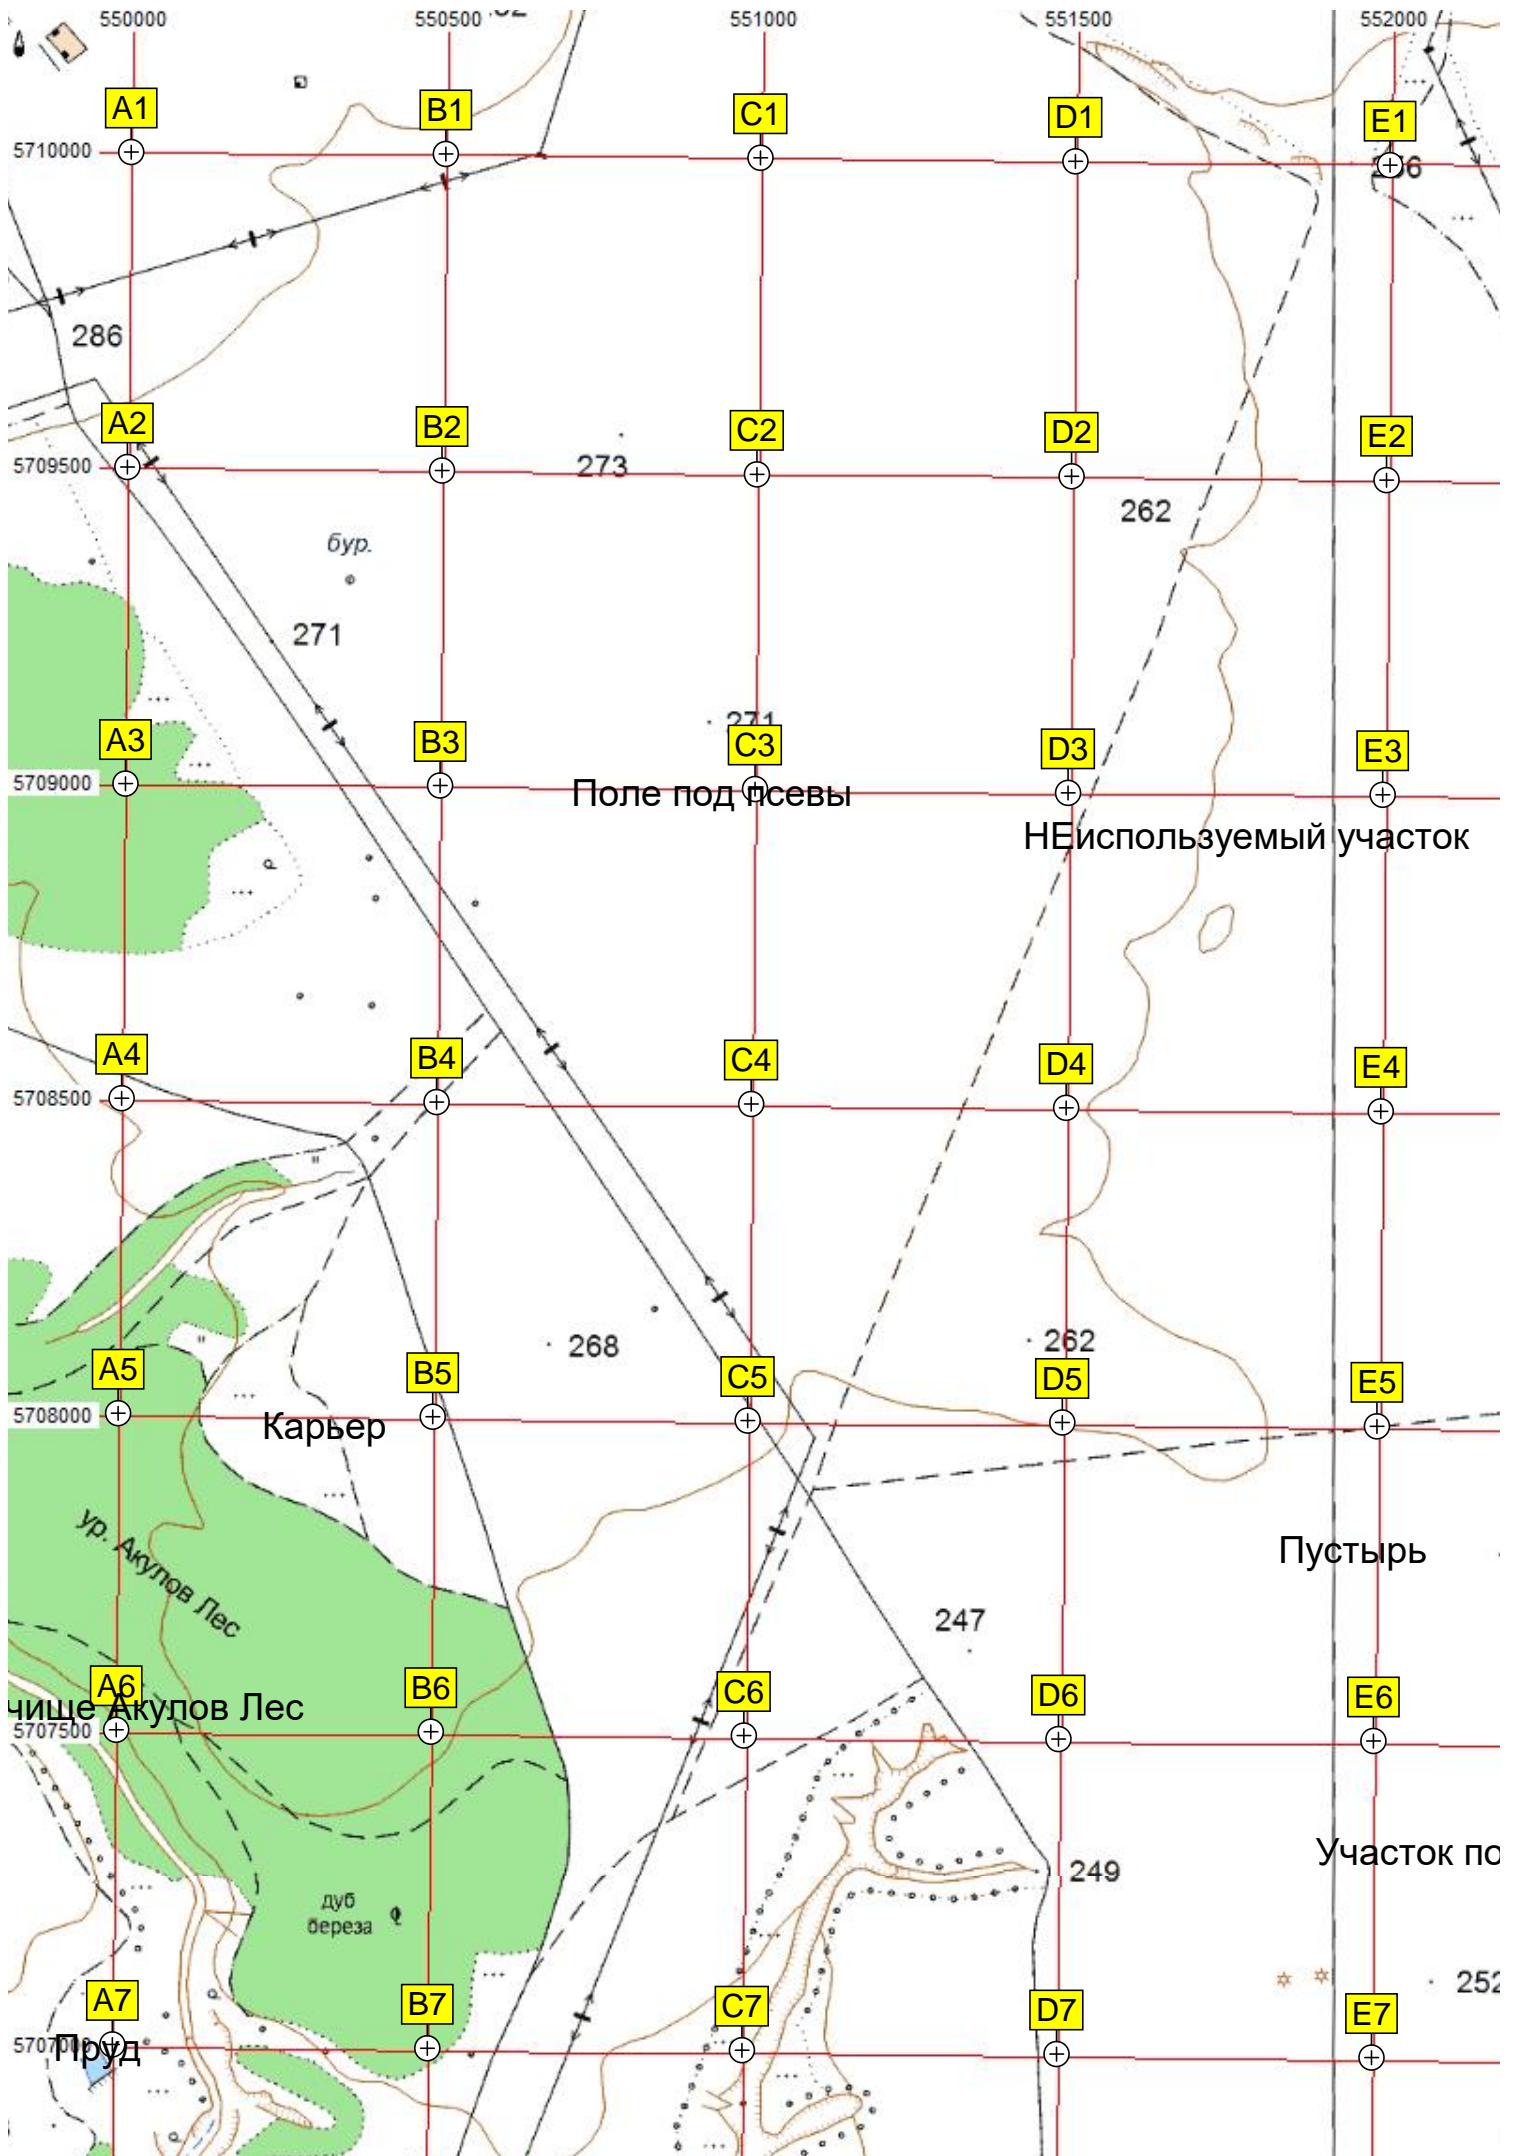 550000 550500 551000 551500 552000
A1 B1 C1 D1 E1
5710000
286
A2 B2 C2 D2 E2
5709500
273
262
бур.
271
271
A3 B3 C3 D3 E3
5709000
Поле под псевы
НЕиспользуемый участок
A4 B4 C4 D4 E4
5708500
268
262
A5 B5 C5 D5 E5
5708000
Карьер
ур. Акулов Лес
Пустырь
247
A6 B6 C6 D6 E6
чище Акулов Лес
5707500
Участок по
249
дуб
береза
252
A7 B7 C7 D7 E7
5707000
Пруд